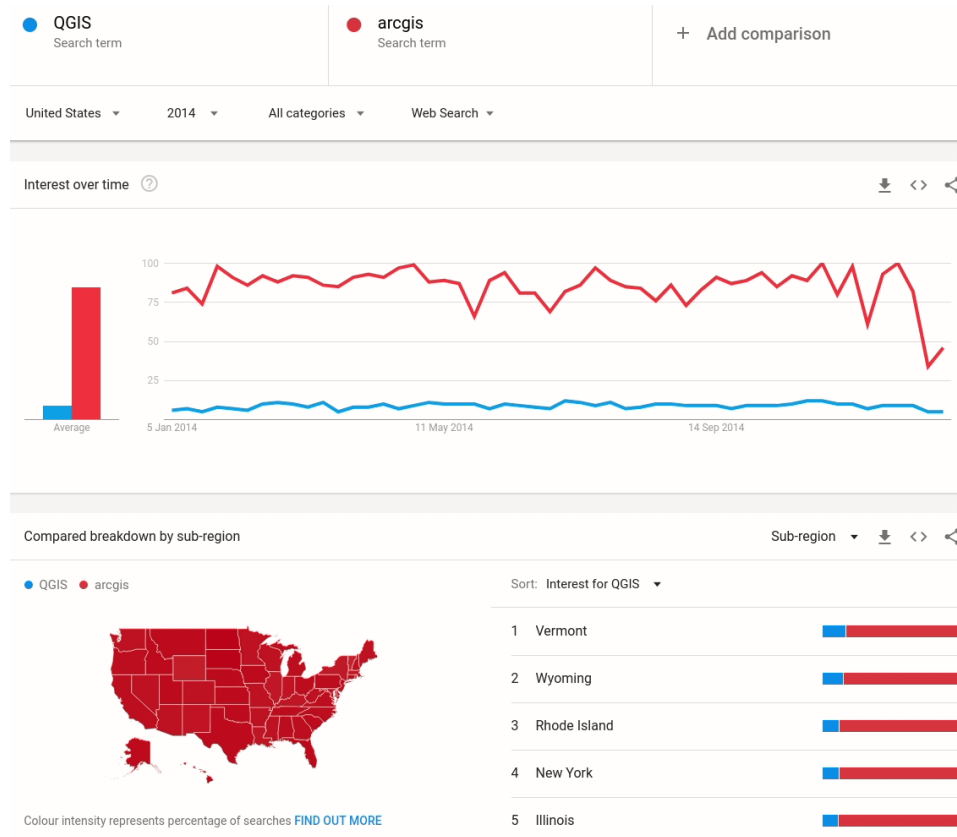 QGIS
Search term
arcgis
Search term
+ Add comparison
United States
2014
All categories
Web Search
Interest over time ?
100
75
50
25
Average
5 Jan 2014
11 May 2014
14 Sep 2014
Compared breakdown by sub-region
Sub-region
QGIS arcgis
Sort: Interest for QGIS
1 Vermont
2 Wyoming
3 Rhode Island
4 New York
5 Illinois
Colour intensity represents percentage of searches FIND OUT MORE